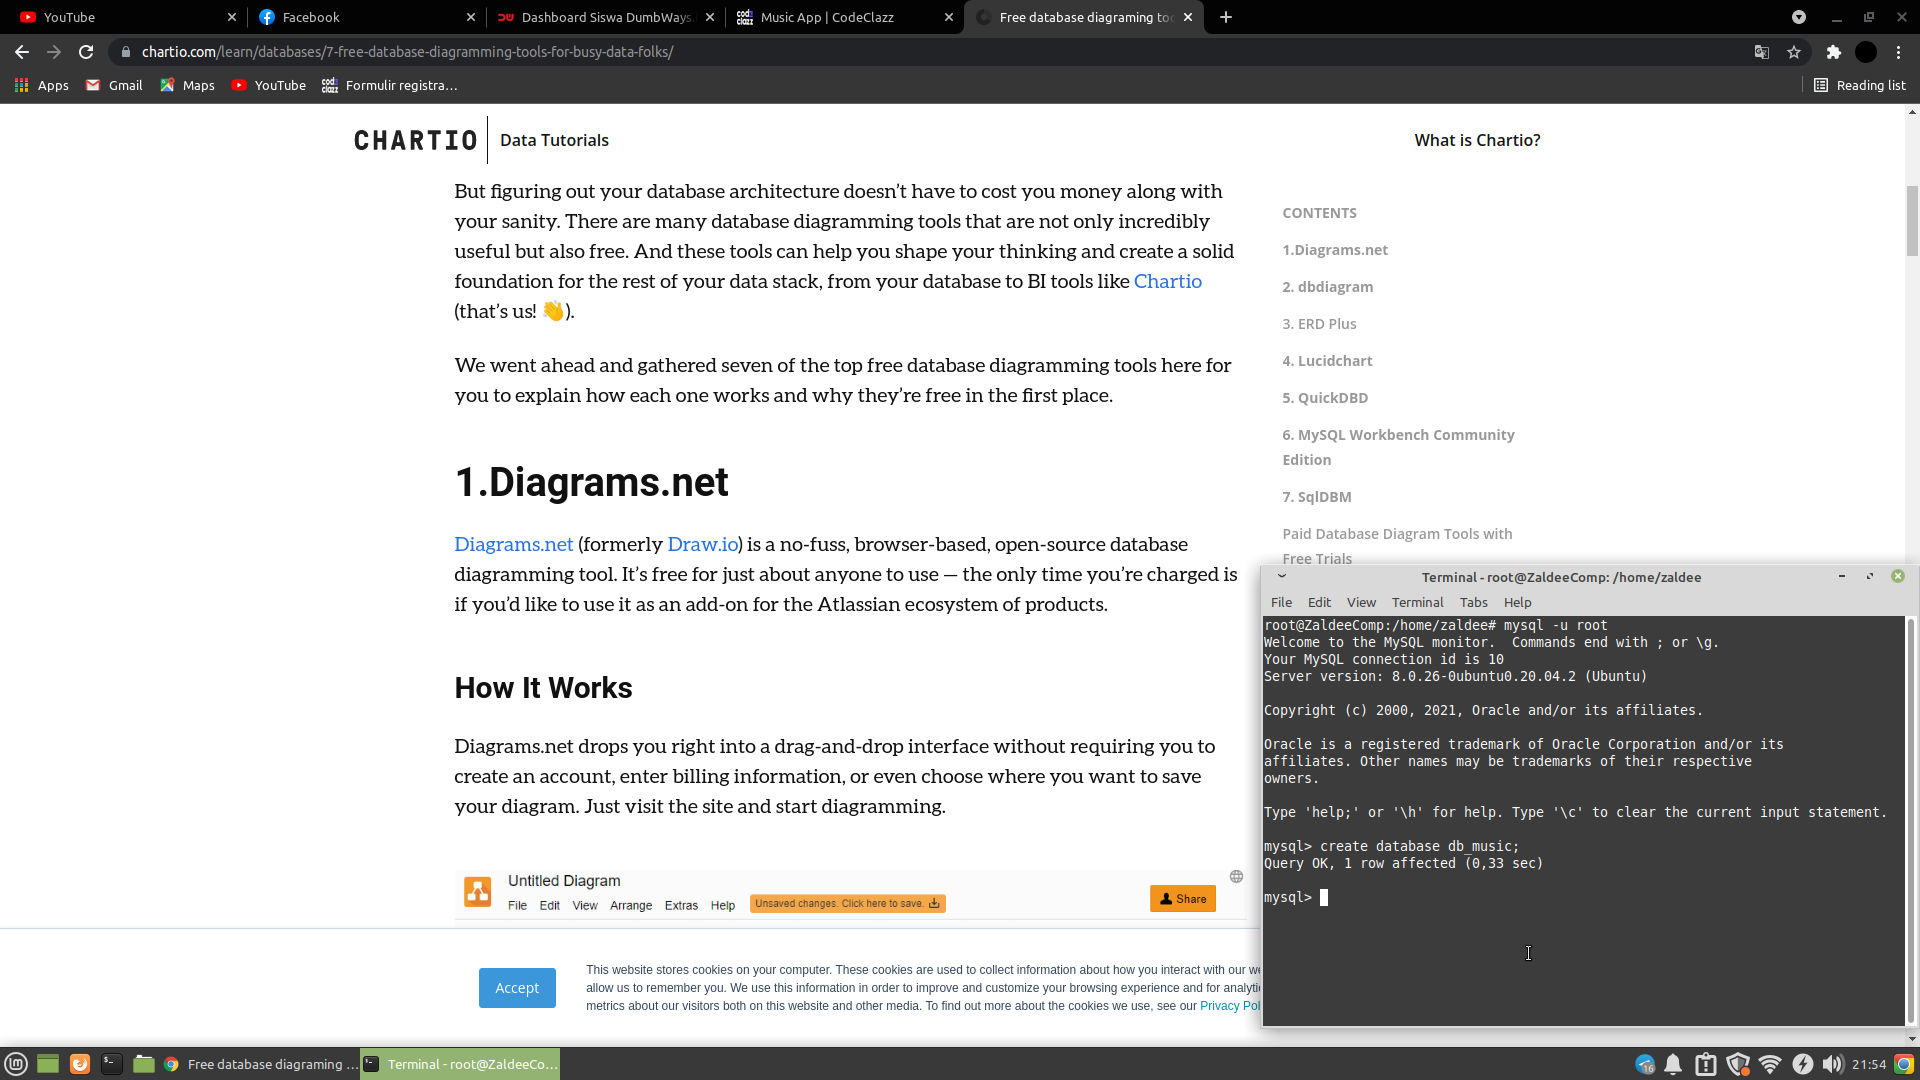 YouTube
Facebook
Dashboard Siswa DumbWays.
Music App | CodeClazz
Free database diagraming to
chartio.com/learn/databases/7-free-database-diagramming-tools-for-busy-data-folks/
Apps
Gmail
Maps
YouTube
Formulir registra…
Reading list
CHARTIO
Data Tutorials
What is Chartio?
But figuring out your database architecture doesn’t have to cost you money along with
your sanity. There are many database diagramming tools that are not only incredibly
useful but also free. And these tools can help you shape your thinking and create a solid
foundation for the rest of your data stack, from your database to BI tools like Chartio
(that’s us! 👋).
We went ahead and gathered seven of the top free database diagramming tools here for
you to explain how each one works and why they’re free in the first place.
1.Diagrams.net
Diagrams.net (formerly Draw.io) is a no-fuss, browser-based, open-source database
diagramming tool. It’s free for just about anyone to use — the only time you’re charged is
if you’d like to use it as an add-on for the Atlassian ecosystem of products.
How It Works
Diagrams.net drops you right into a drag-and-drop interface without requiring you to
create an account, enter billing information, or even choose where you want to save
your diagram. Just visit the site and start diagramming.
Untitled Diagram
File Edit View Arrange Extras Help
Unsaved changes. Click here to save.
Share
CONTENTS
1.Diagrams.net
2. dbdiagram
3. ERD Plus
4. Lucidchart
5. QuickDBD
6. MySQL Workbench Community
Edition
7. SqlDBM
Paid Database Diagram Tools with
Free Trials
Accept
This website stores cookies on your computer. These cookies are used to collect information about how you interact with our we
allow us to remember you. We use this information in order to improve and customize your browsing experience and for analyti
metrics about our visitors both on this website and other media. To find out more about the cookies we use, see our Privacy Pol
Terminal - root@ZaldeeComp: /home/zaldee
File Edit View Terminal Tabs Help
root@ZaldeeComp:/home/zaldee# mysql -u root
Welcome to the MySQL monitor.  Commands end with ; or \g.
Your MySQL connection id is 10
Server version: 8.0.26-0ubuntu0.20.04.2 (Ubuntu)
Copyright (c) 2000, 2021, Oracle and/or its affiliates.
Oracle is a registered trademark of Oracle Corporation and/or its
affiliates. Other names may be trademarks of their respective
owners.
Type 'help;' or '\h' for help. Type '\c' to clear the current input statement.
mysql> create database db_music;
Query OK, 1 row affected (0,33 sec)
mysql>
Free database diagraming …
Terminal - root@ZaldeeCo…
16
21:54